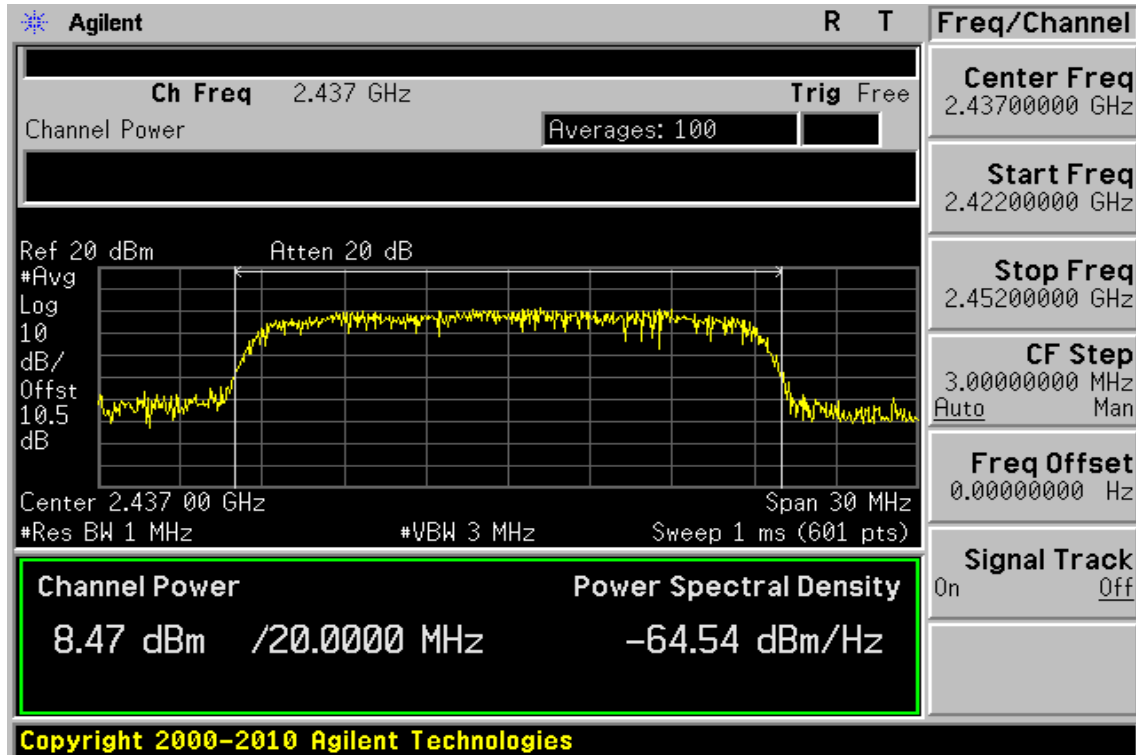 Agilent R T
Ch Freq 2.437 GHz Trig Free
Channel Power Averages: 100
Ref 20 dBm Atten 20 dB
#Avg
Log
10
dB/
Offst
10.5
dB
Center 2.437 00 GHz Span 30 MHz
#Res BW 1 MHz #VBW 3 MHz Sweep 1 ms (601 pts)
Channel Power Power Spectral Density
8.47 dBm /20.0000 MHz -64.54 dBm/Hz
Copyright 2000-2010 Agilent Technologies
Freq/Channel
Center Freq
2.43700000 GHz
Start Freq
2.42200000 GHz
Stop Freq
2.45200000 GHz
CF Step
3.00000000 MHz
Auto Man
Freq Offset
0.00000000 Hz
Signal Track
On Off